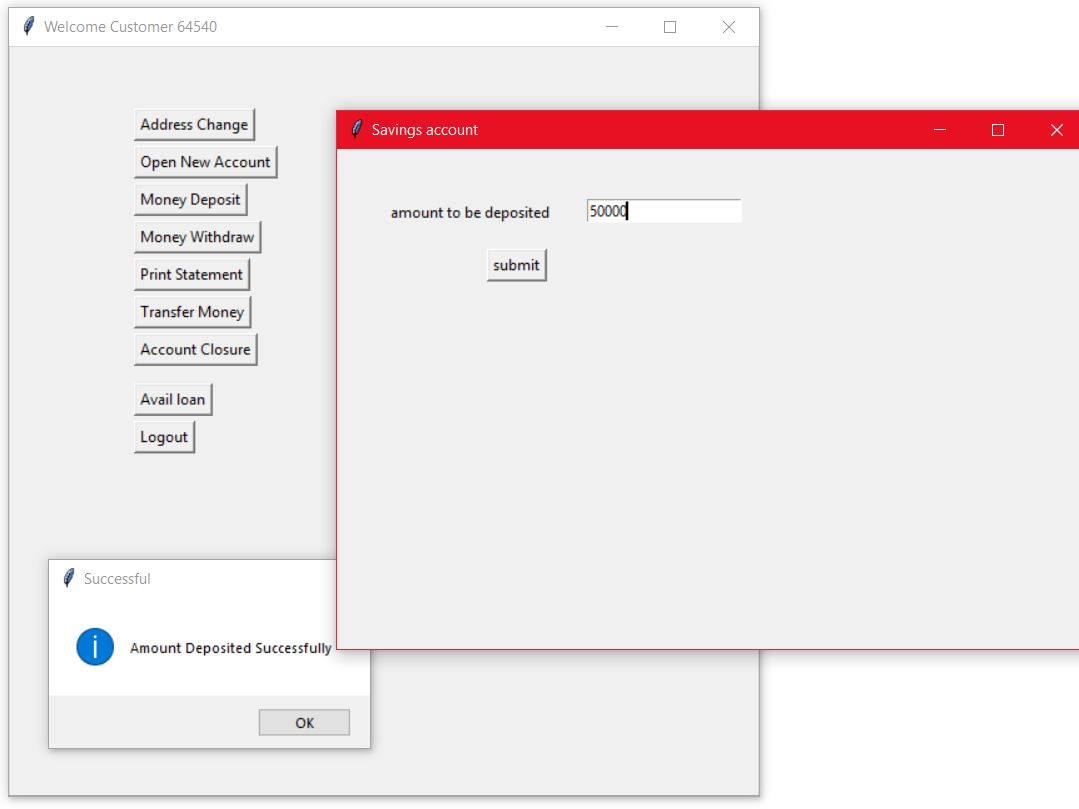 Welcome Customer 64540
Address Change
Open New Account
Money Deposit
Money Withdraw
Print Statement
Transfer Money
Account Closure
Avail loan
Logout
Savings account
amount to be deposited 50000
submit
Successful
Amount Deposited Successfully
OK